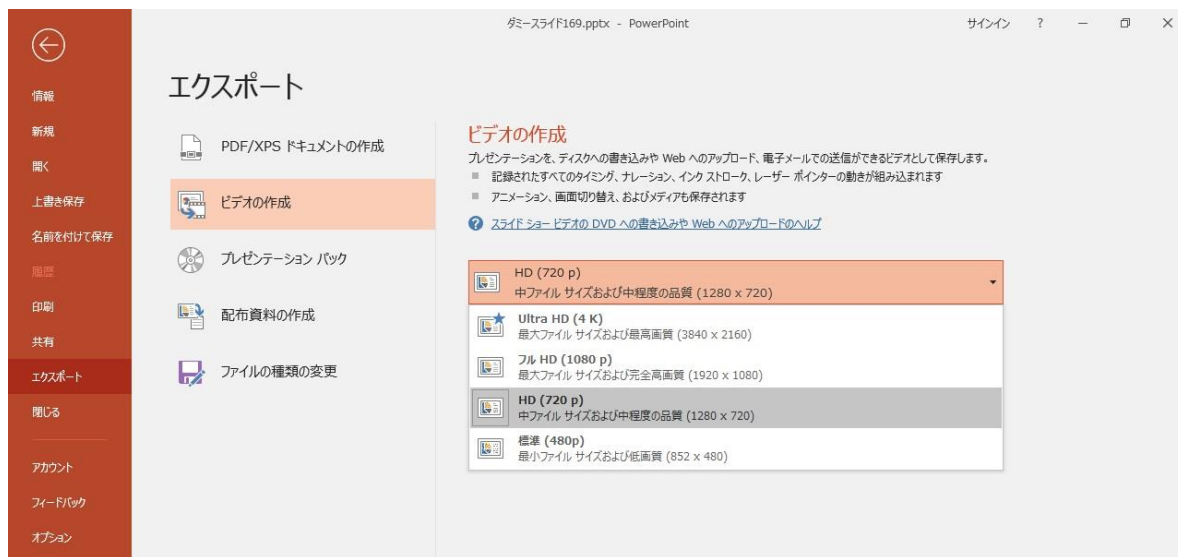 ダミースライド169.pptx - PowerPoint
サインイン ? — ×
情報
新規
開く
上書き保存
名前を付けて保存
履歴
印刷
共有
エクスポート
閉じる
アカウント
フィードバック
オプション
エクスポート
PDF/XPS ドキュメントの作成
ビデオの作成
プレゼンテーション パック
配布資料の作成
ファイルの種類の変更
ビデオの作成
プレゼンテーションを、ディスクへの書き込みや Web へのアップロード、電子メールでの送信ができるビデオとして保存します。
記録されたすべてのタイミング、ナレーション、インク ストローク、レーザー ポインターの動きが組み込まれます
アニメーション、画面切り替え、およびメディアも保存されます
スライド ショー ビデオの DVD への書き込みや Web へのアップロードのヘルプ
HD (720 p)
中ファイル サイズおよび中程度の品質 (1280 x 720)
Ultra HD (4 K)
最大ファイル サイズおよび最高画質 (3840 x 2160)
フル HD (1080 p)
最大ファイル サイズおよび完全高画質 (1920 x 1080)
HD (720 p)
中ファイル サイズおよび中程度の品質 (1280 x 720)
標準 (480p)
最小ファイル サイズおよび低画質 (852 x 480)